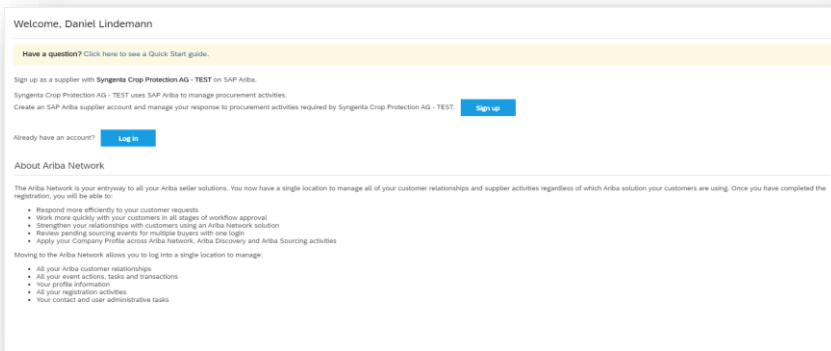 Welcome, Daniel Lindemann
Have a question? Click here to see a Quick Start guide.
Sign up as a supplier with Syngenta Crop Protection AG - TEST on SAP Ariba.
Syngenta Crop Protection AG - TEST uses SAP Ariba to manage procurement activities.
Create an SAP Ariba supplier account and manage your response to procurement activities required by Syngenta Crop Protection AG - TEST. Sign up
Already have an account? Log in
About Ariba Network
The Ariba Network is your entryway to all your Ariba seller solutions. You now have a single location to manage all of your customer relationships and supplier activities regardless of which Ariba solution your customers are using. Once you have completed the
registration, you will be able to:
• Respond more efficiently to your customer requests
• Work more quickly with your customers in all stages of workflow approval
• Strengthen your relationships with customers using an Ariba Network solution
• Review pending sourcing events for multiple buyers with one login
• Apply your Company Profile across Ariba Network, Ariba Discovery and Ariba Sourcing activities
Moving to the Ariba Network allows you to log into a single location to manage:
• All your Ariba customer relationships
• All your event actions, tasks and transactions
• Your profile information
• All your registration activities
• Your contact and user administrative tasks